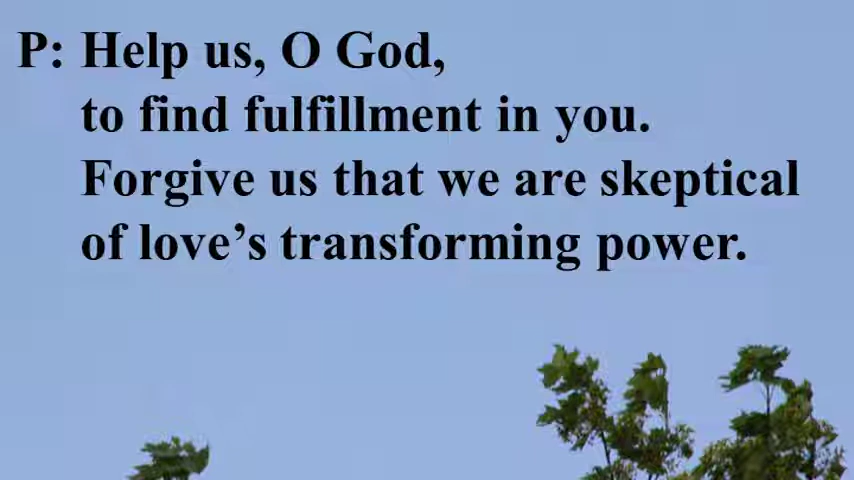 P: Help us, O God,
to find fulfillment in you.
Forgive us that we are skeptical
of love’s transforming power.